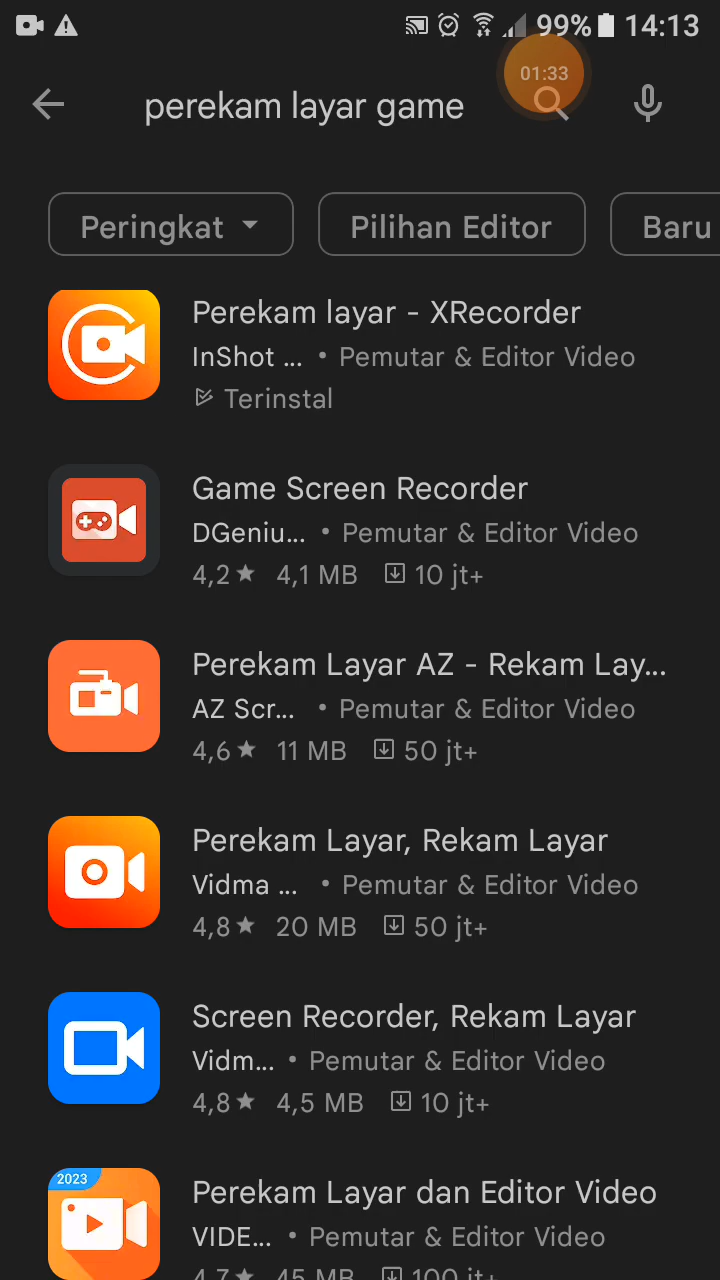 99% 14:13
01:33
perekam layar game
Peringkat Pilihan Editor Baru
Perekam layar - XRecorder
InShot ... • Pemutar & Editor Video
Terinstal
Game Screen Recorder
DGeniu... • Pemutar & Editor Video
4,2★ 4,1 MB 10 jt+
Perekam Layar AZ - Rekam Lay...
AZ Scr... • Pemutar & Editor Video
4,6★ 11 MB 50 jt+
Perekam Layar, Rekam Layar
Vidma ... • Pemutar & Editor Video
4,8★ 20 MB 50 jt+
Screen Recorder, Rekam Layar
Vidm... • Pemutar & Editor Video
4,8★ 4,5 MB 10 jt+
2023
Perekam Layar dan Editor Video
VIDE... • Pemutar & Editor Video
4,7★ 45 MB 100 jt+